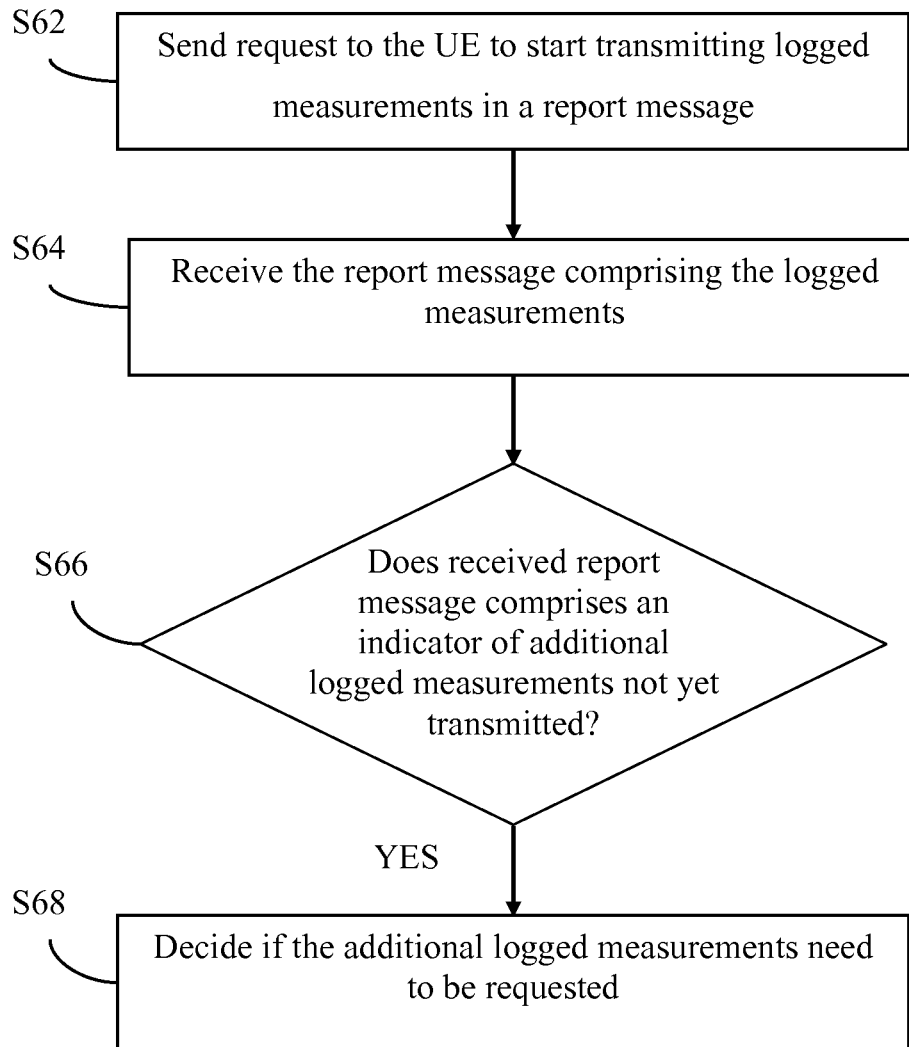 S62
Send request to the UE to start transmitting logged
measurements in a report message
S64
Receive the report message comprising the logged
measurements
S66
Does received report
message comprises an
indicator of additional
logged measurements not yet
transmitted?
YES
S68
Decide if the additional logged measurements need
to be requested